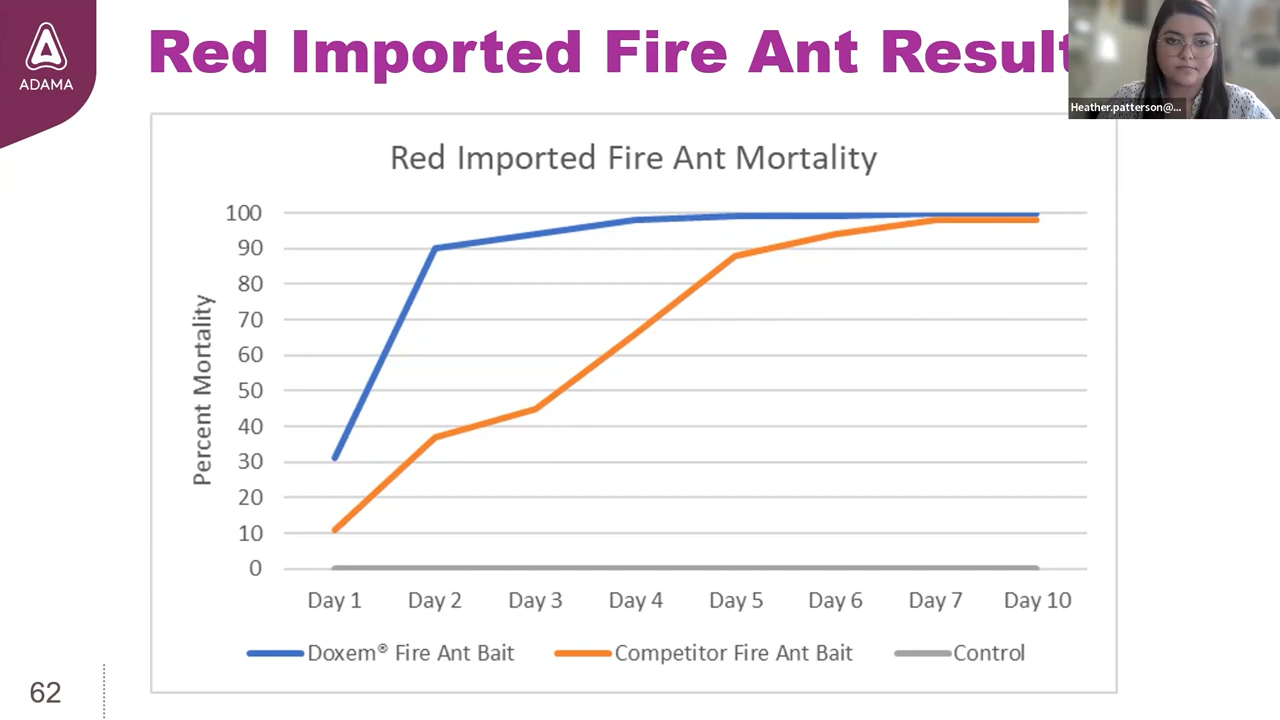 ADAMA
Red Imported Fire Ant Result
Heather.patterson@...
Red Imported Fire Ant Mortality
Percent Mortality
100
90
80
70
60
50
40
30
20
10
0
Day 1 Day 2 Day 3 Day 4 Day 5 Day 6 Day 7 Day 10
Doxem® Fire Ant Bait Competitor Fire Ant Bait Control
62